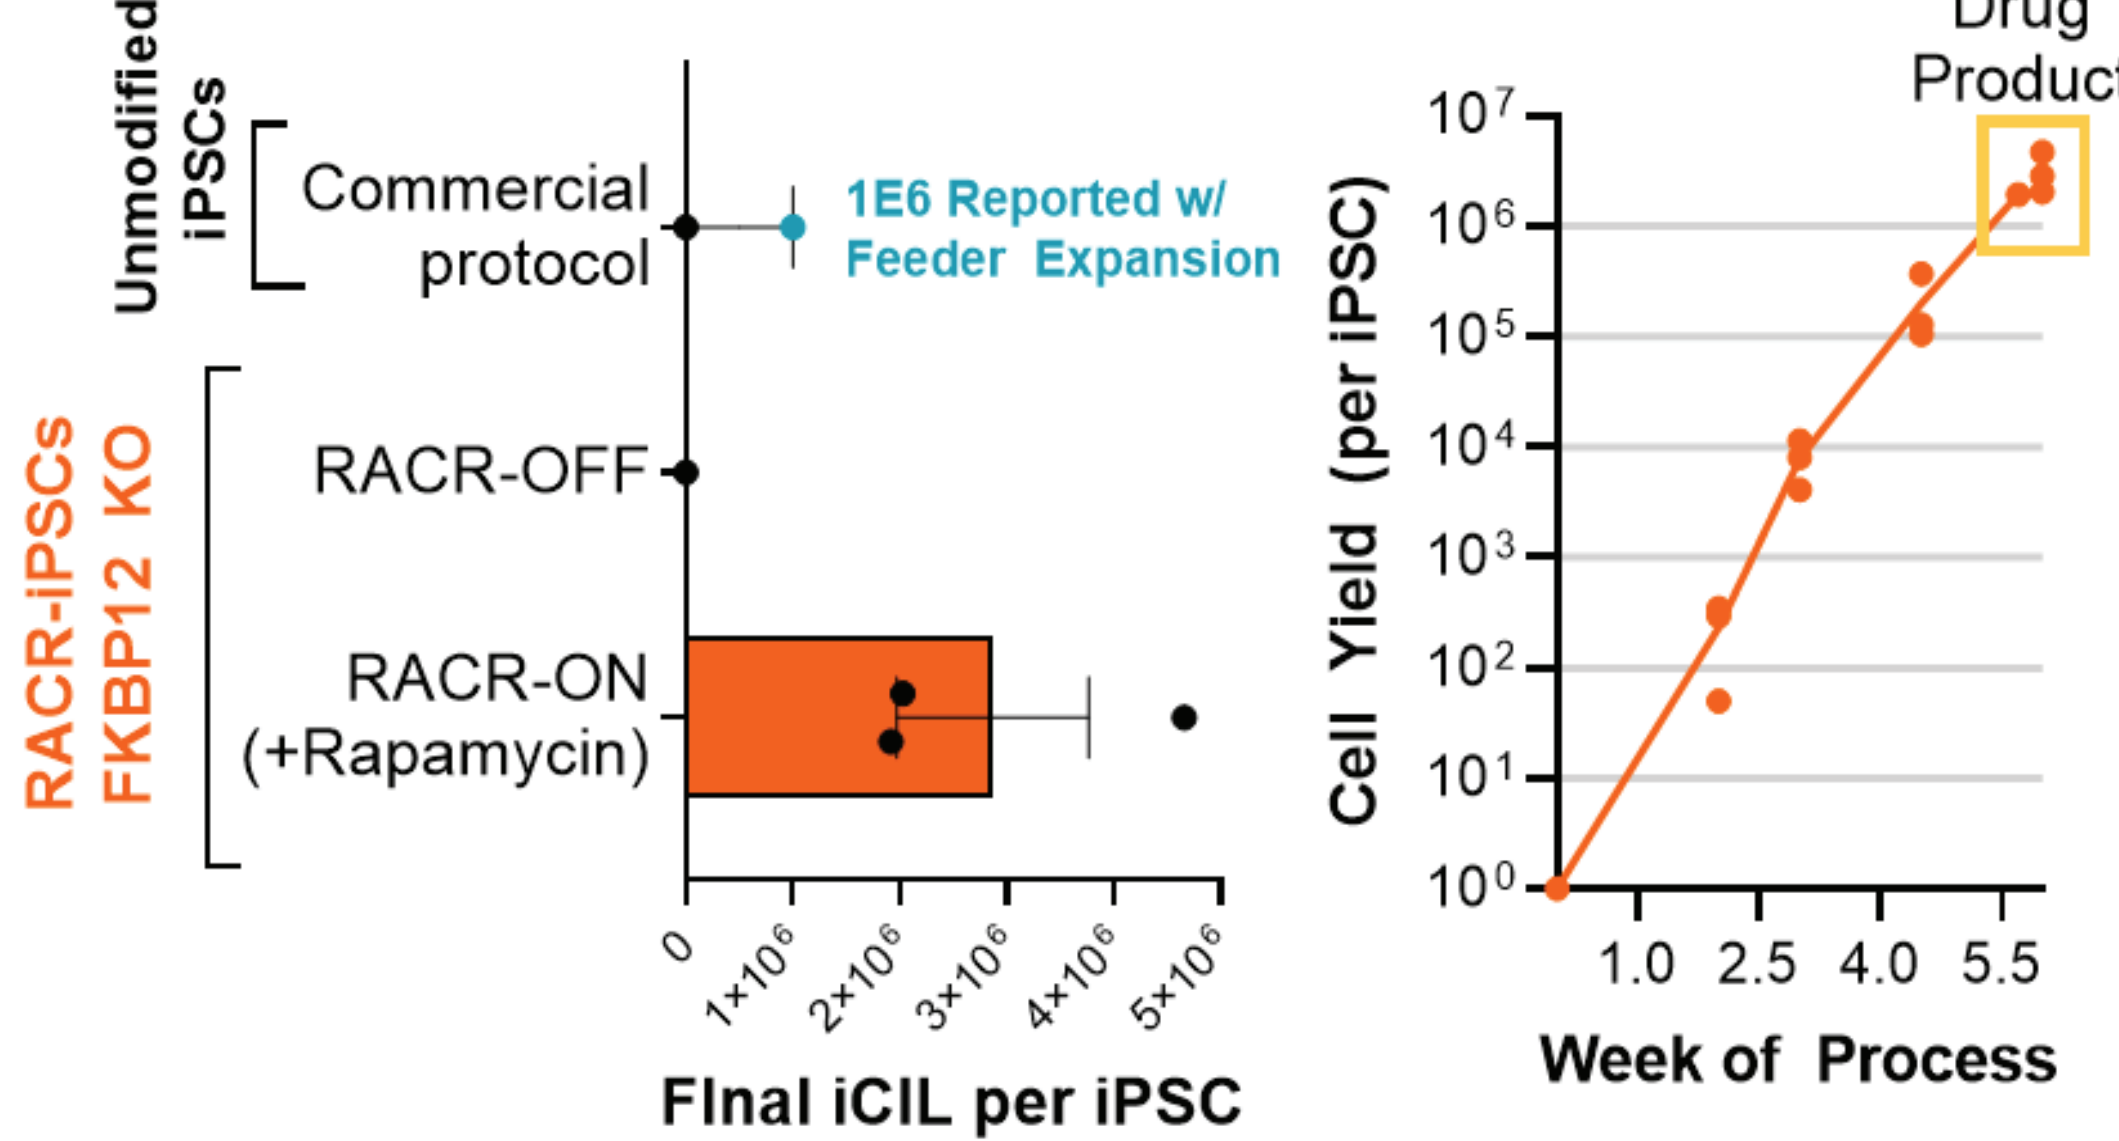 Unmodified
iPSCs
Commercial
protocol
1E6 Reported w/
Feeder Expansion
RACR-iPSCs
FKBP12 KO
RACR-OFF
RACR-ON
(+Rapamycin)
0
1×10⁶
2×10⁶
3×10⁶
4×10⁶
5×10⁶
FInal iCIL per iPSC
Drug
Product
Cell Yield (per iPSC)
10⁷
10⁶
10⁵
10⁴
10³
10²
10¹
10⁰
1.0 2.5 4.0 5.5
Week of Process